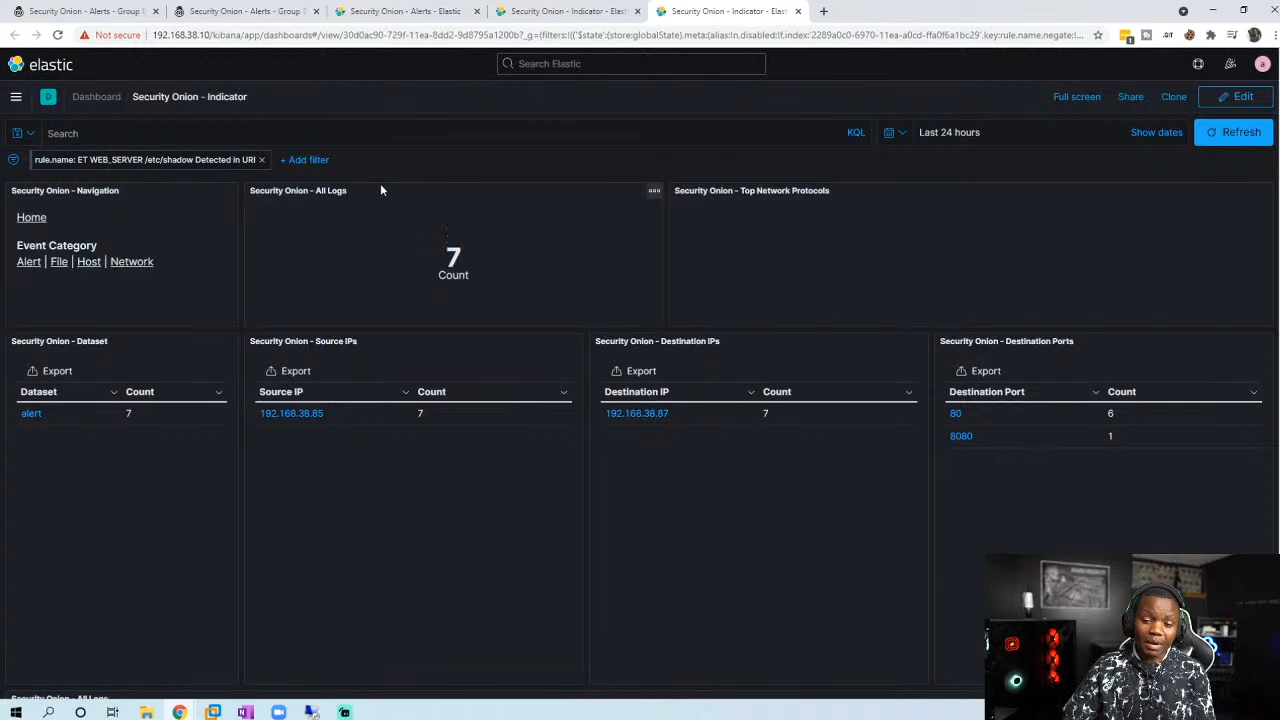 Security Onion - Alerts - Group E
Security Onion - Alerts - Group E
Security Onion - Alerts - Elastic
Security Onion - Indicator - Elast
Security Onion - Indicator - Elast
Not secure
192.168.38.10/kibana/app/dashboards#/view/30d0ac90-729f-11ea-8dd2-9d8795a1200b?_g=(filters:!(('$state':(store:globalState),meta:(alias:!n,disabled:!f,index:'2289a0c0-6970-11ea-a0cd-ffa0f6a1bc29',key:rule.name,negate:!
elastic
Search Elastic
a
D
Dashboard
Security Onion - Indicator
Full screen
Share
Clone
Edit
Search
KQL
Last 24 hours
Show dates
Refresh
rule.name: ET WEB_SERVER /etc/shadow Detected in URI
+ Add filter
Security Onion - Navigation
Home
Event Category
Alert | File | Host | Network
Security Onion - All Logs
7
Count
Security Onion - Top Network Protocols
Security Onion - Dataset
Export
Dataset
Count
alert
7
Security Onion - Source IPs
Export
Source IP
Count
192.168.38.85
7
Security Onion - Destination IPs
Export
Destination IP
Count
192.168.38.87
7
Security Onion - Destination Ports
Export
Destination Port
Count
80
6
8080
1
Security Onion - All Logs